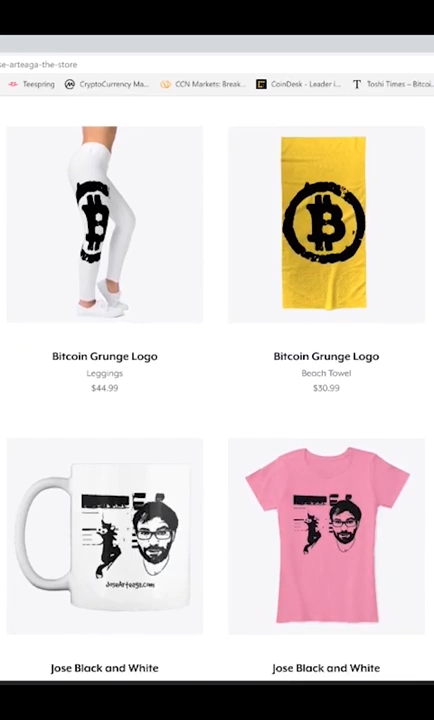 se-arteaga-the-store
Teespring
CryptoCurrency Ma...
CCN Markets: Break...
CoinDesk - Leader i...
Toshi Times – Bitcoi...
Bitcoin Grunge Logo
Leggings
$44.99
Bitcoin Grunge Logo
Beach Towel
$30.99
JoseArteaga.com
Jose Black and White
Jose Black and White